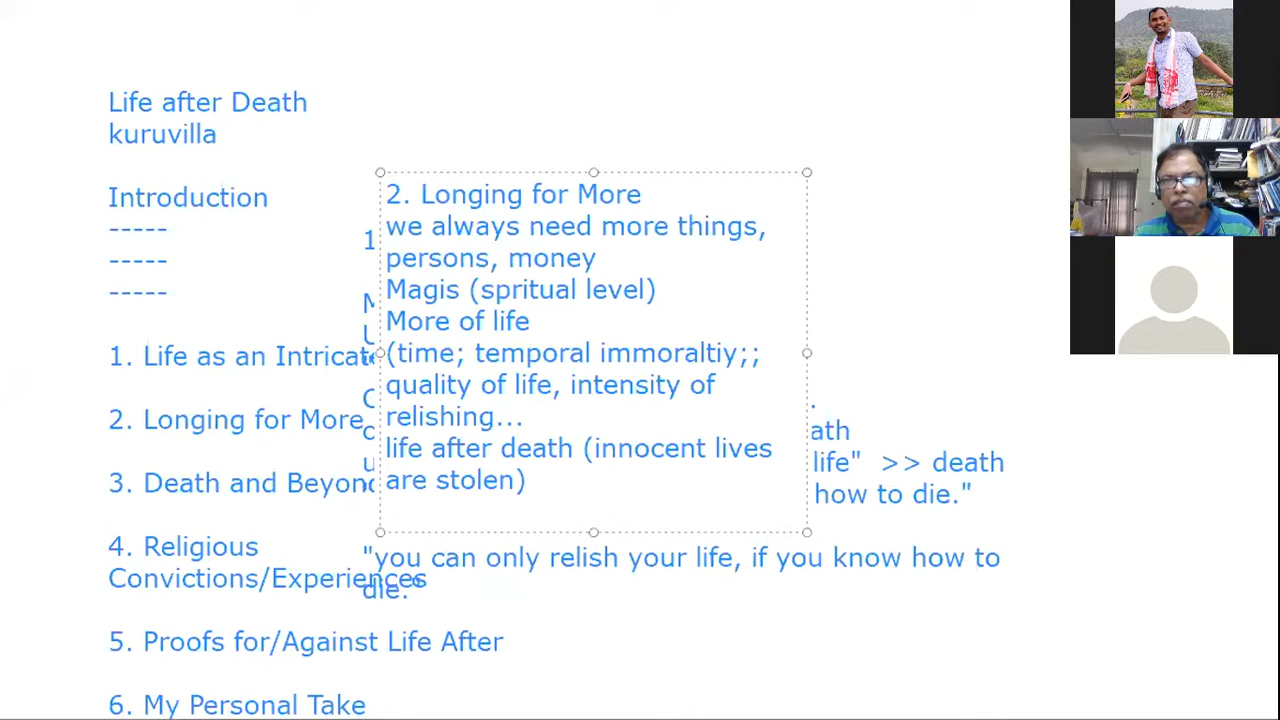 Life after Death
kuruvilla
Introduction
-----
-----
-----
1. Life as an
2. Longing for More
3. Death and
4. Religious
Convictions/Experiences
5. Proofs for/Against Life After
6. My Personal Take
2. Longing for More
we always need more things,
persons, money
Magis (spritual level)
More of life
(time; temporal immoraltiy;;
quality of life, intensity of
relishing...
life after death (innocent lives
are stolen)
life" >> death
how to die."
"you can only relish your life, if you know how to
die."